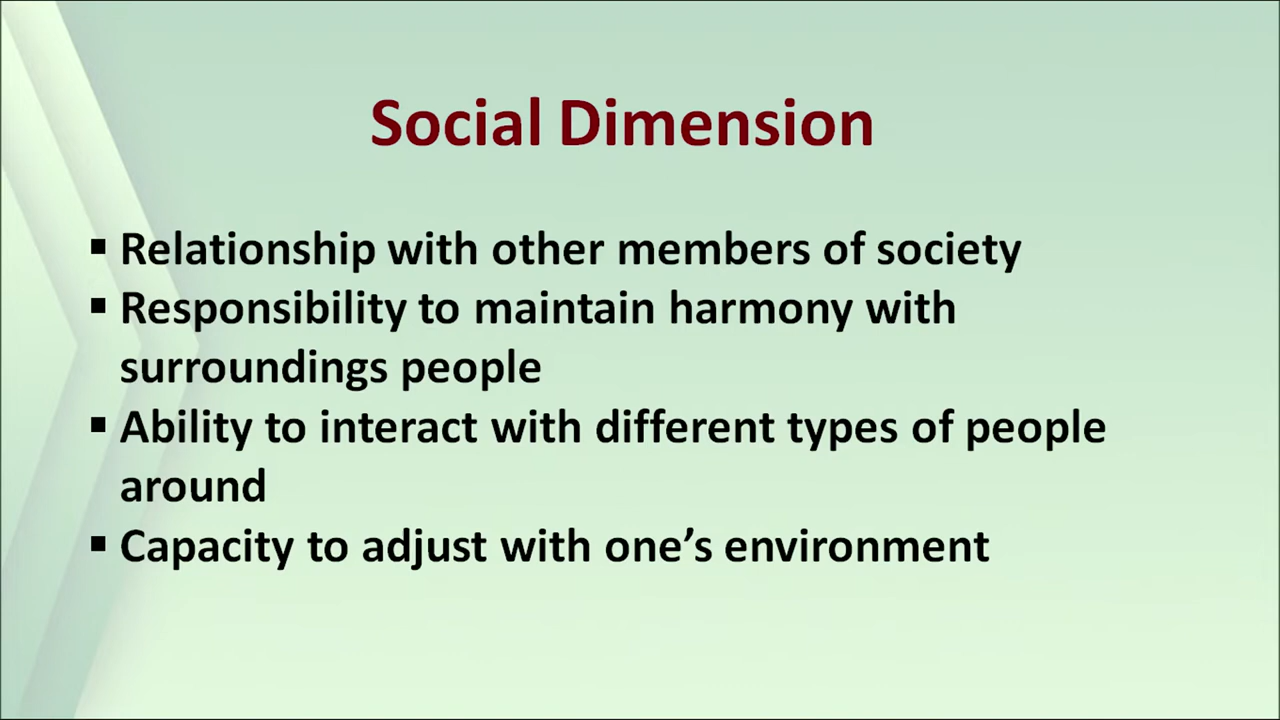 Social Dimension
▪ Relationship with other members of society
▪ Responsibility to maintain harmony with
surroundings people
▪ Ability to interact with different types of people
around
▪ Capacity to adjust with one’s environment